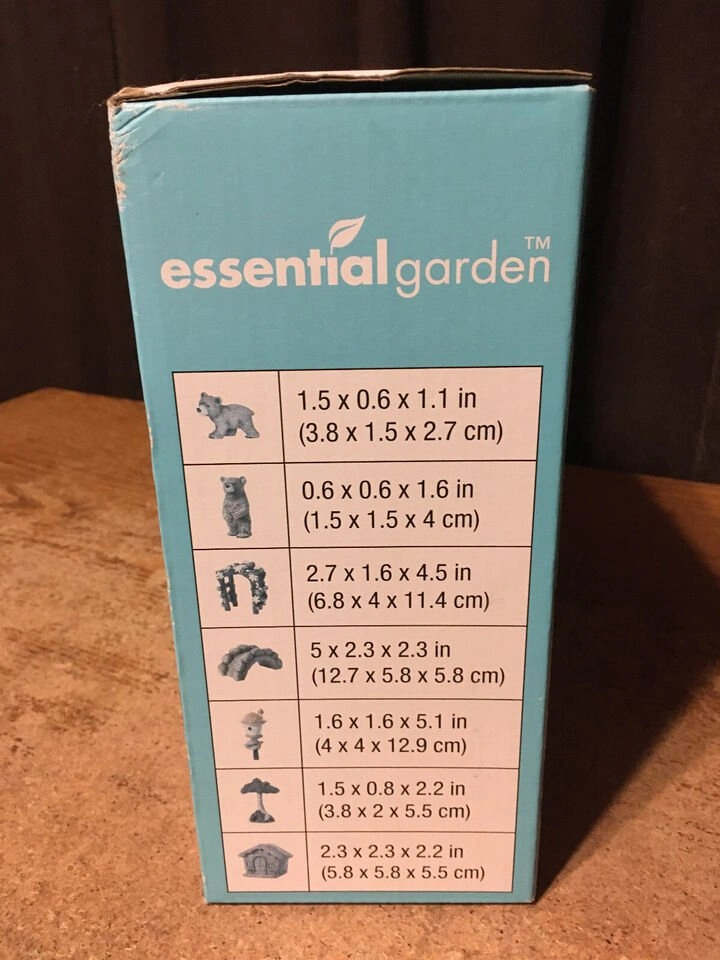 essential garden™
1.5 x 0.6 x 1.1 in
(3.8 x 1.5 x 2.7 cm)
0.6 x 0.6 x 1.6 in
(1.5 x 1.5 x 4 cm)
2.7 x 1.6 x 4.5 in
(6.8 x 4 x 11.4 cm)
5 x 2.3 x 2.3 in
(12.7 x 5.8 x 5.8 cm)
1.6 x 1.6 x 5.1 in
(4 x 4 x 12.9 cm)
1.5 x 0.8 x 2.2 in
(3.8 x 2 x 5.5 cm)
2.3 x 2.3 x 2.2 in
(5.8 x 5.8 x 5.5 cm)